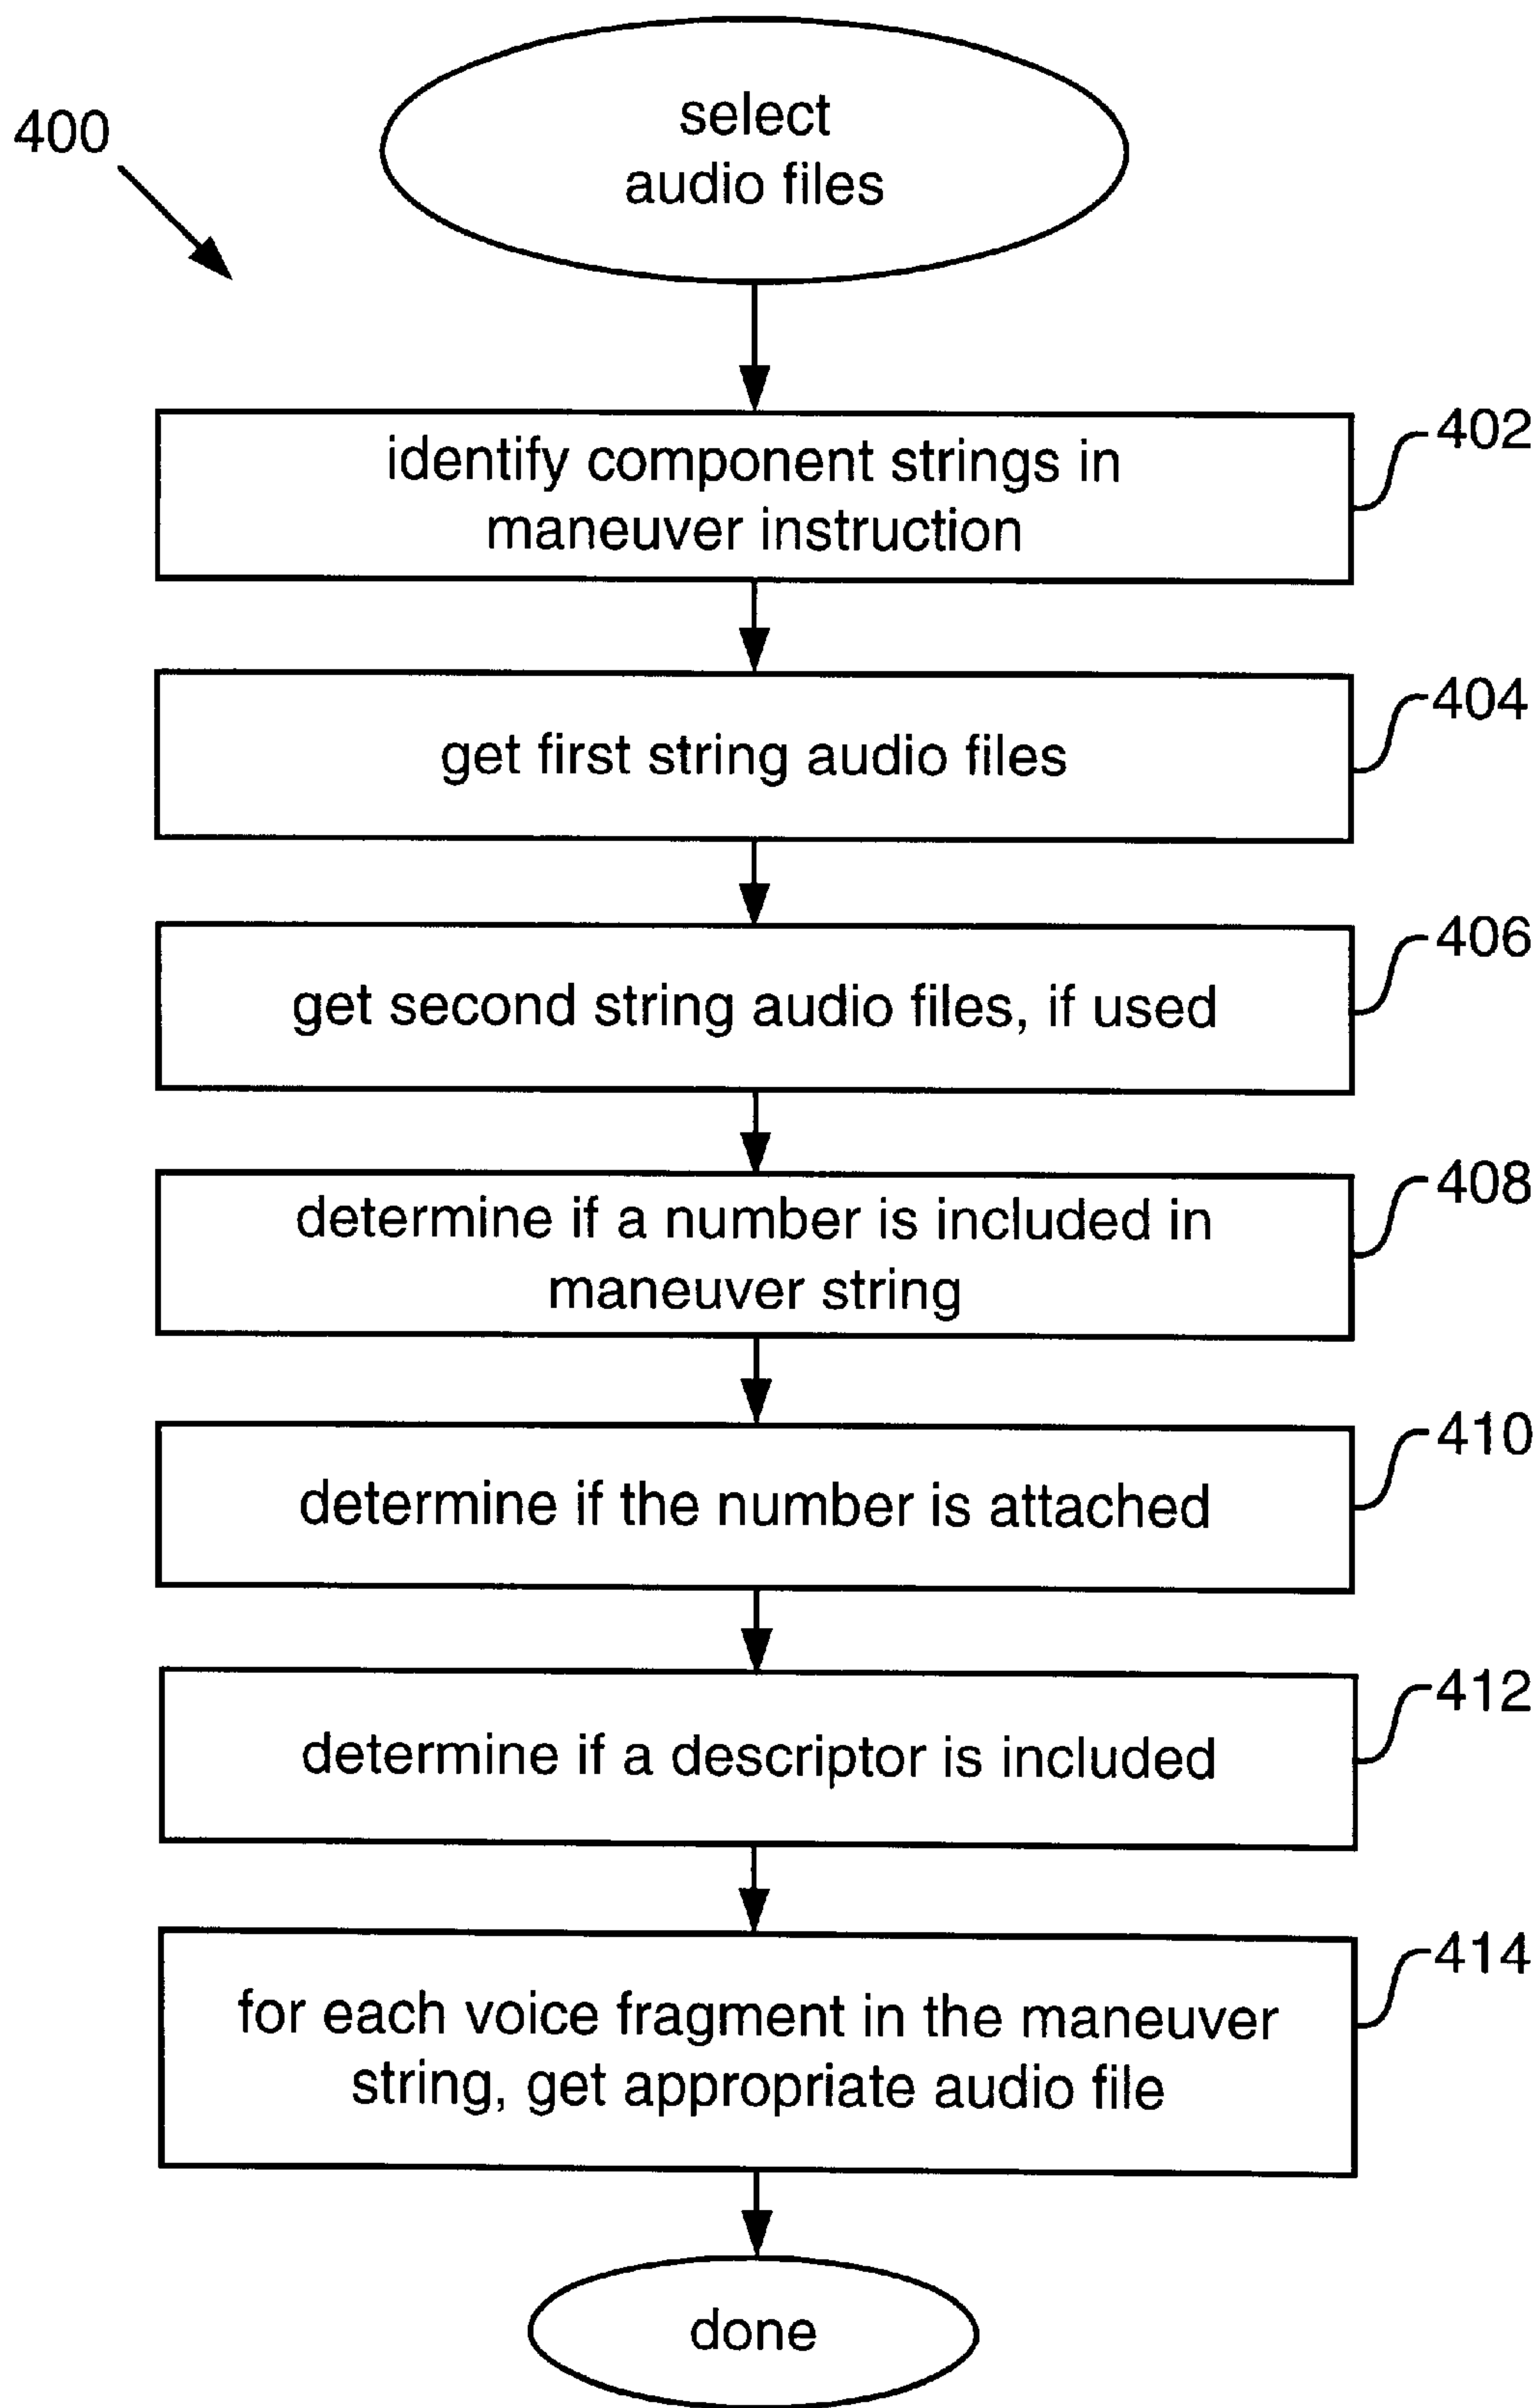 select
audio files
400
identify component strings in
maneuver instruction
402
get first string audio files
404
get second string audio files, if used
406
determine if a number is included in
maneuver string
408
determine if the number is attached
410
determine if a descriptor is included
412
for each voice fragment in the maneuver
string, get appropriate audio file
414
done